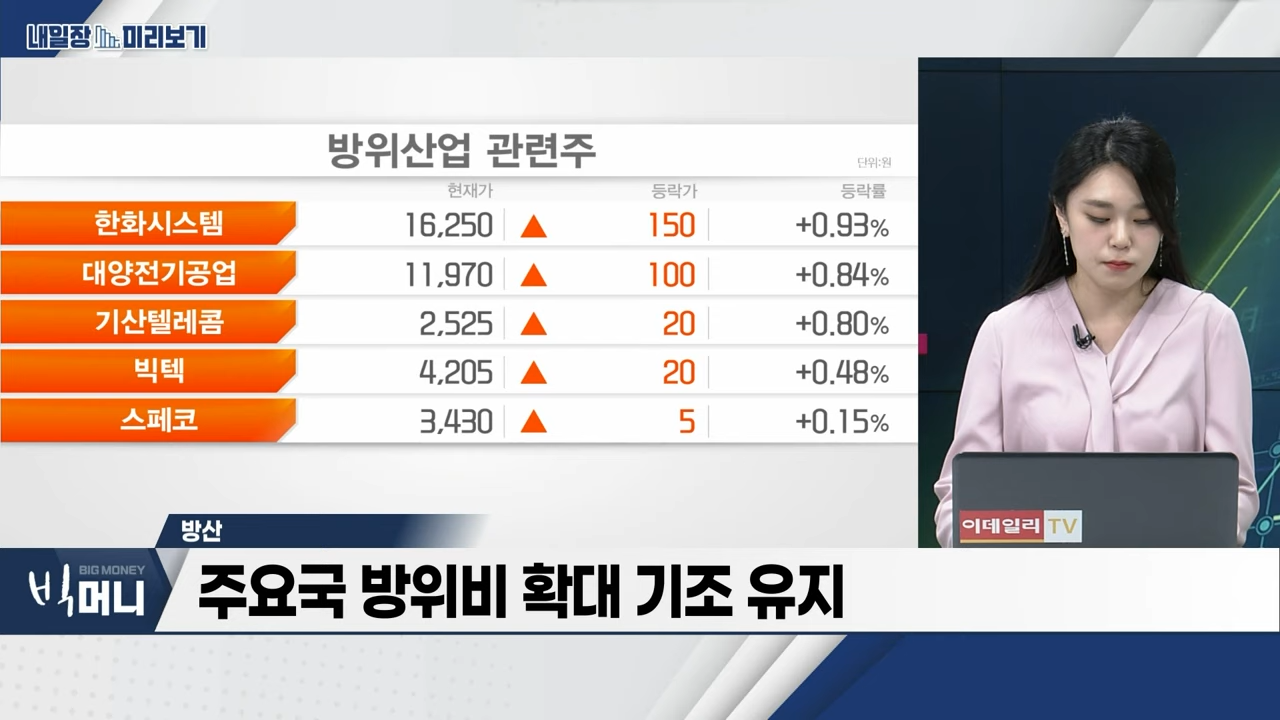 내일장 미리보기
방위산업 관련주
단위:원
현재가 등락가 등락률
한화시스템 16,250 ▲ 150 +0.93%
대양전기공업 11,970 ▲ 100 +0.84%
기산텔레콤 2,525 ▲ 20 +0.80%
빅텍 4,205 ▲ 20 +0.48%
스페코 3,430 ▲ 5 +0.15%
이데일리 TV
방산
BIG MONEY
빅머니
주요국 방위비 확대 기조 유지